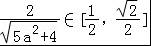 2/√(5a²+4) ∈ [1/2, √2/2]